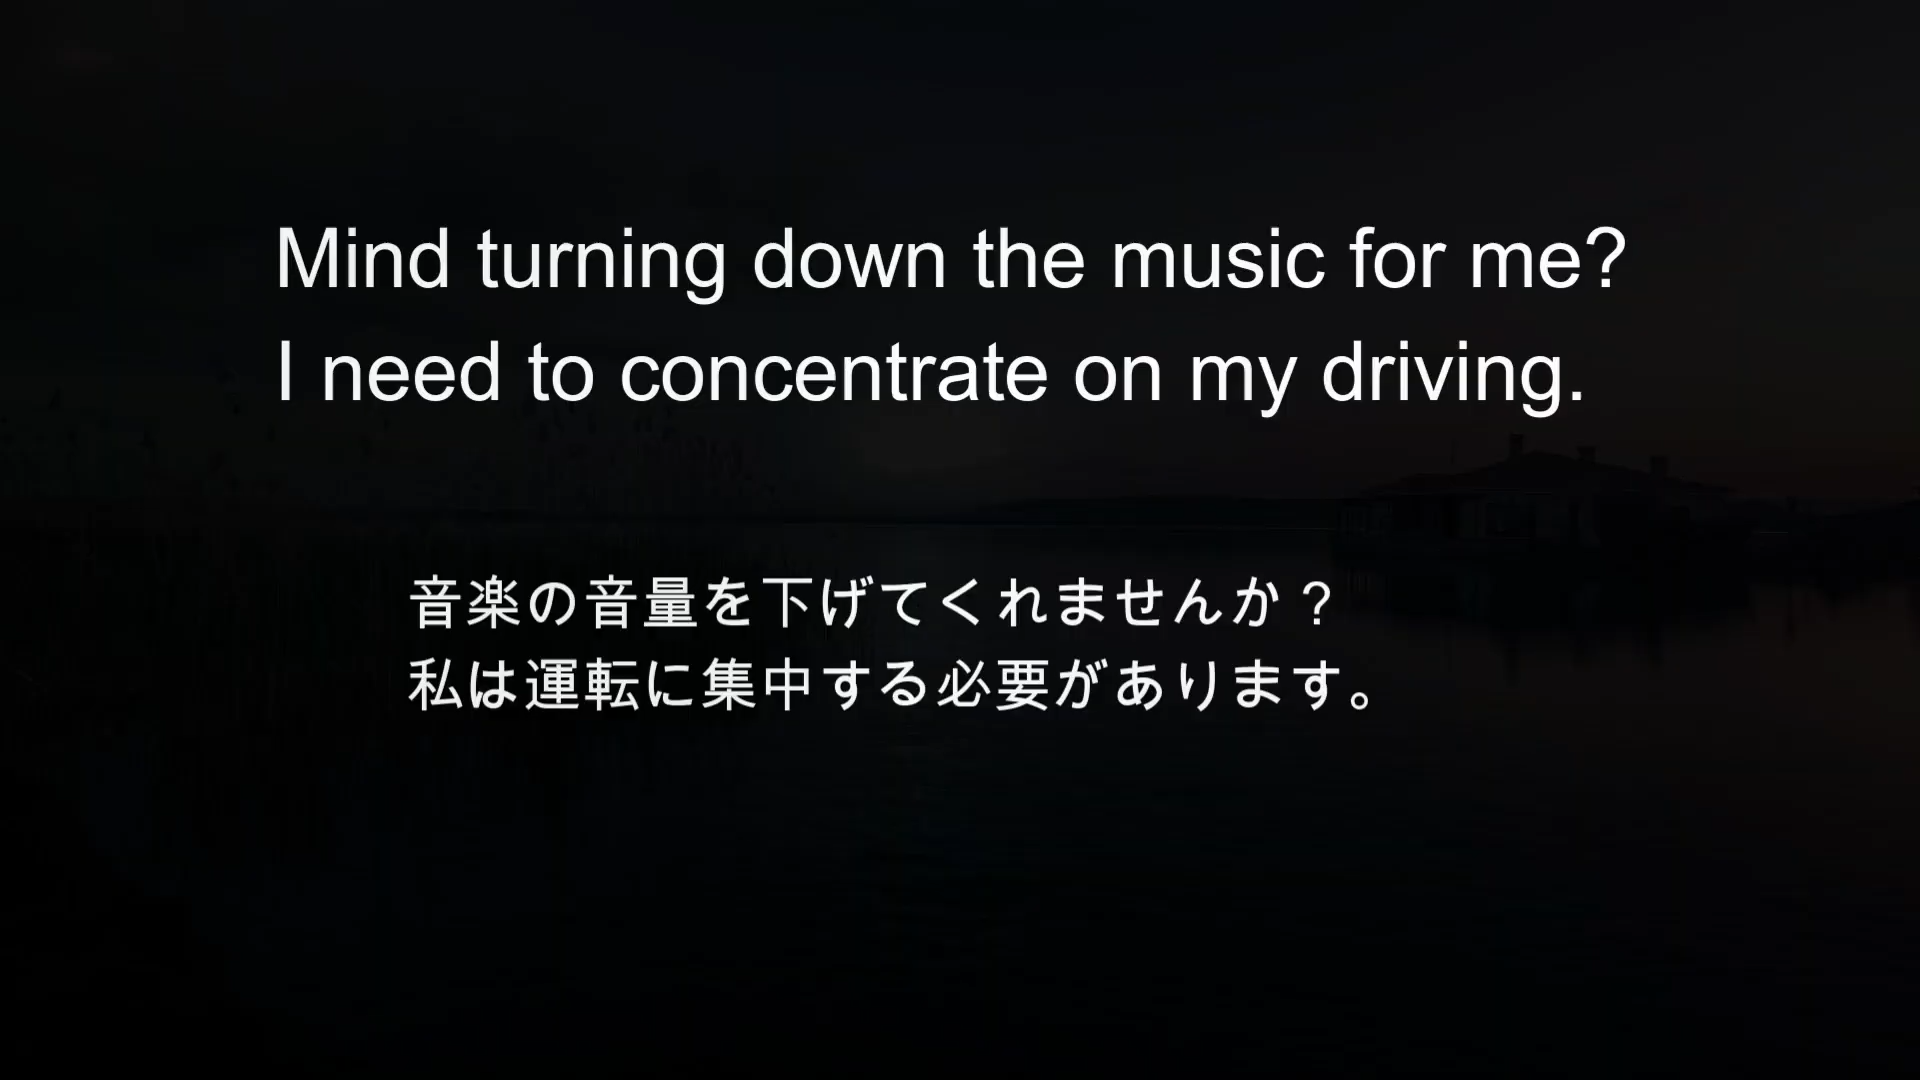 Mind turning down the music for me?
I need to concentrate on my driving.
音楽の音量を下げてくれませんか？
私は運転に集中する必要があります。